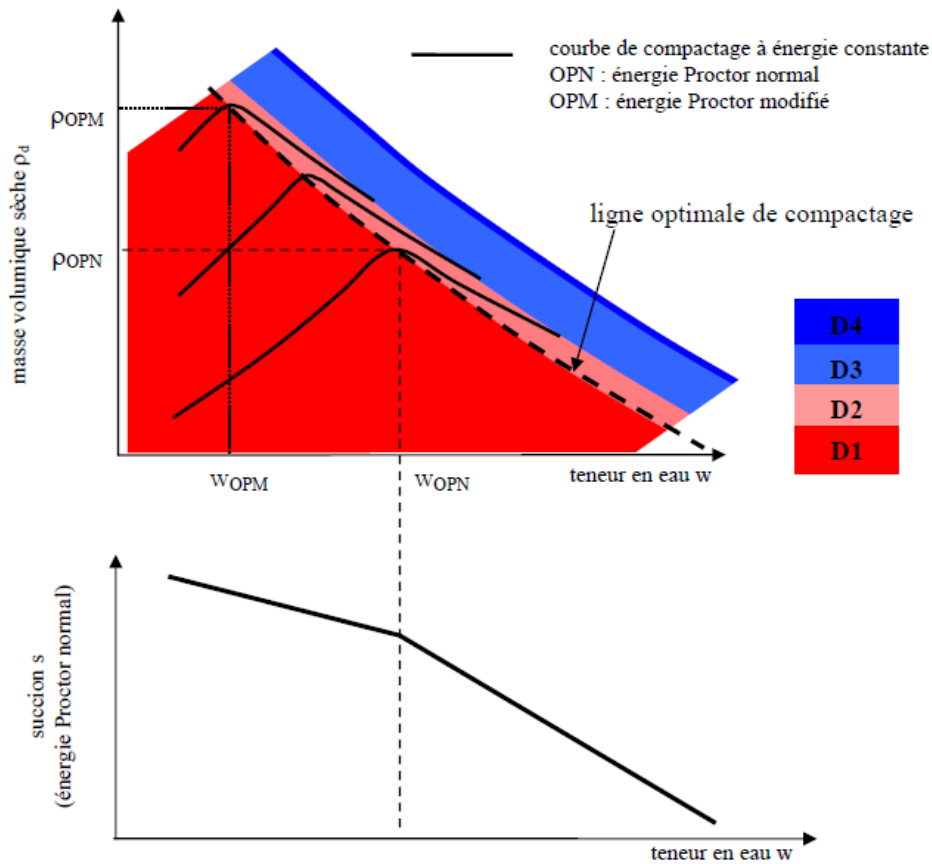 courbe de compactage à énergie constante
OPN : énergie Proctor normal
OPM : énergie Proctor modifié
ρOPM
masse volumique sèche ρd
ligne optimale de compactage
ρOPN
D4
D3
D2
D1
wOPM
wOPN
teneur en eau w
succion s
(énergie Proctor normal)
teneur en eau w